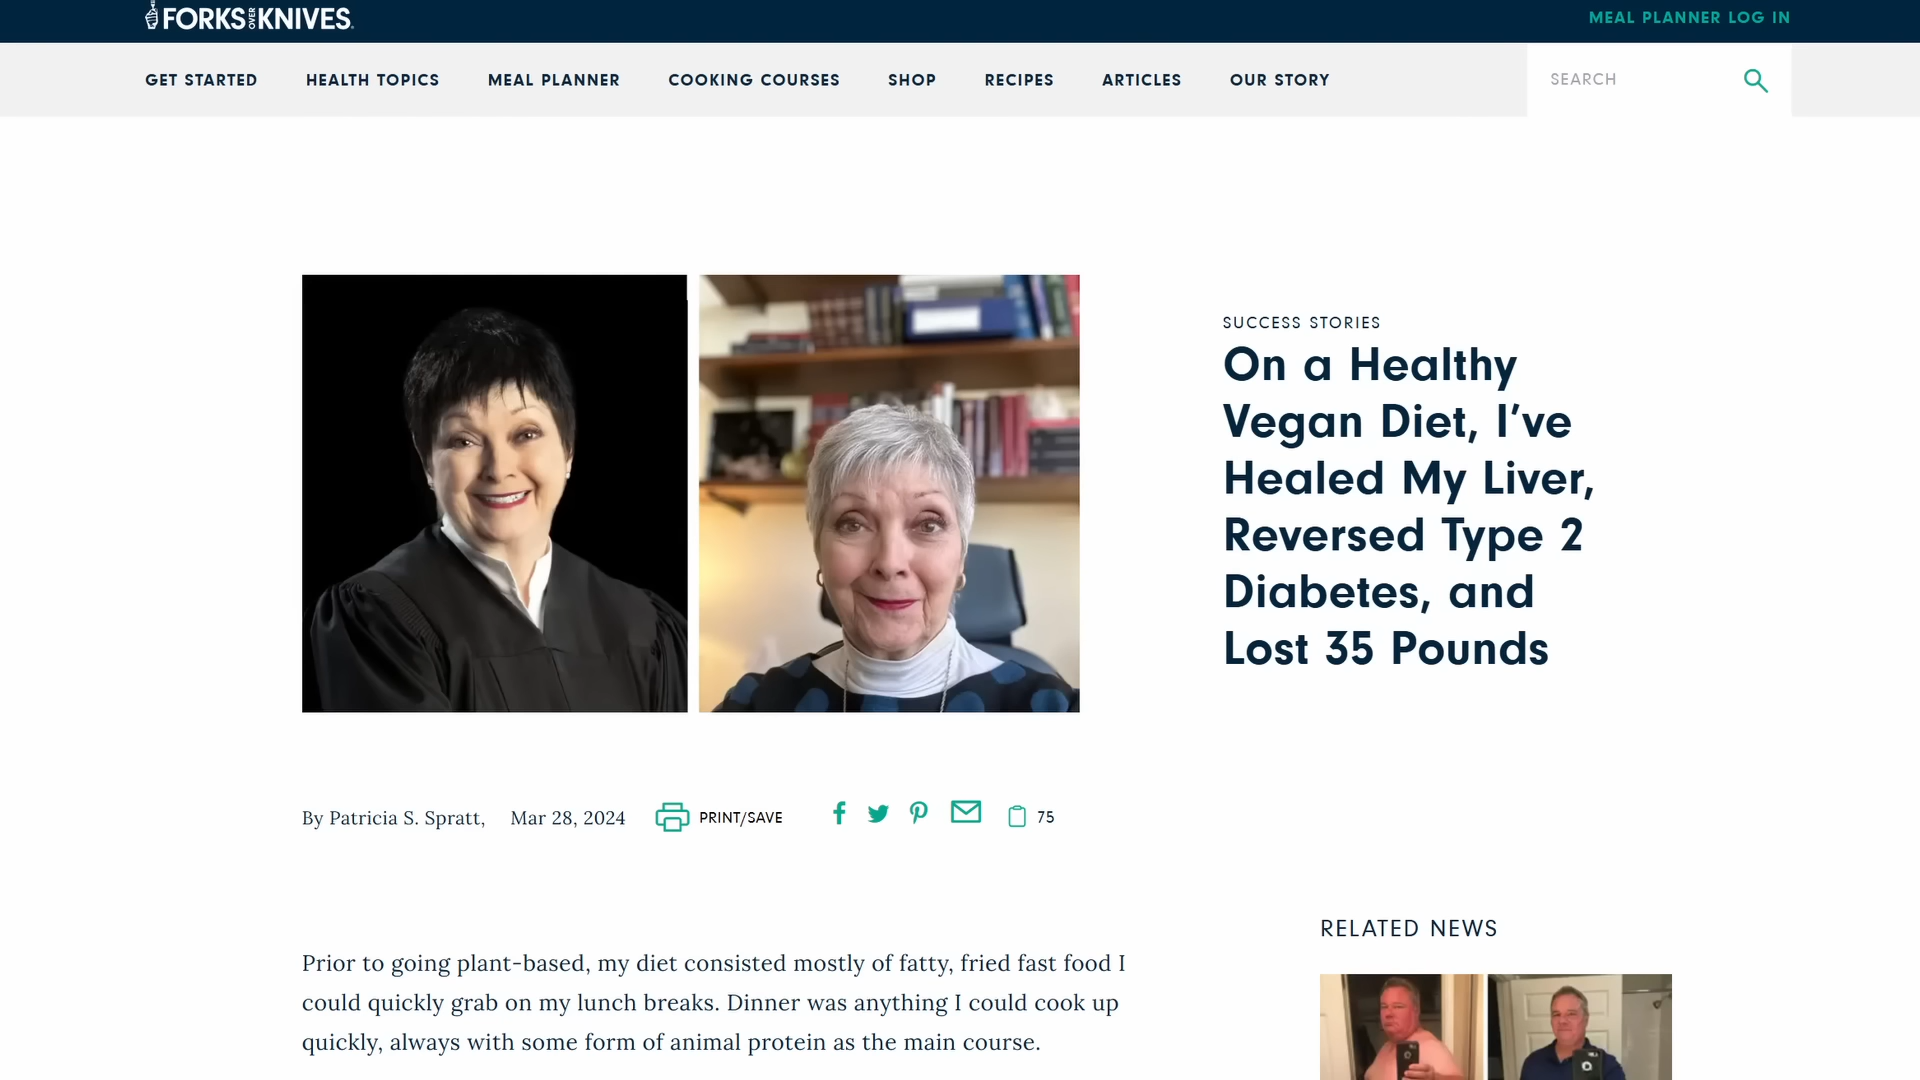 FORKS OVER KNIVES
MEAL PLANNER LOG IN
GET STARTED HEALTH TOPICS MEAL PLANNER COOKING COURSES SHOP RECIPES ARTICLES OUR STORY SEARCH
SUCCESS STORIES
On a Healthy
Vegan Diet, I’ve
Healed My Liver,
Reversed Type 2
Diabetes, and
Lost 35 Pounds
By Patricia S. Spratt, Mar 28, 2024 PRINT/SAVE 75
Prior to going plant-based, my diet consisted mostly of fatty, fried fast food I
could quickly grab on my lunch breaks. Dinner was anything I could cook up
quickly, always with some form of animal protein as the main course.
RELATED NEWS